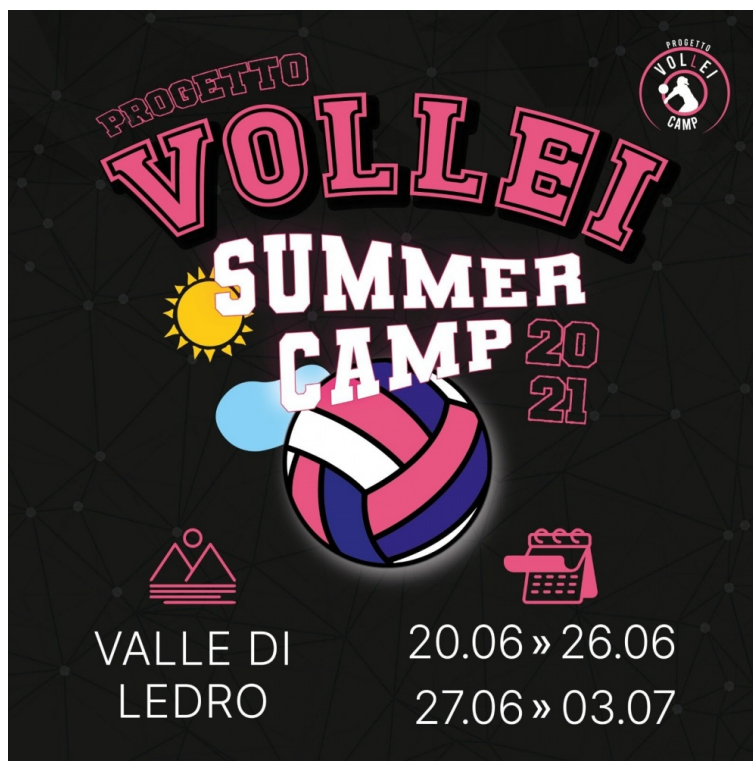 PROGETTO
VOLLEI
SUMMER
CAMP
20
21
PROGETTO
VOLLEI
CAMP
VALLE DI
LEDRO
20.06 » 26.06
27.06 » 03.07